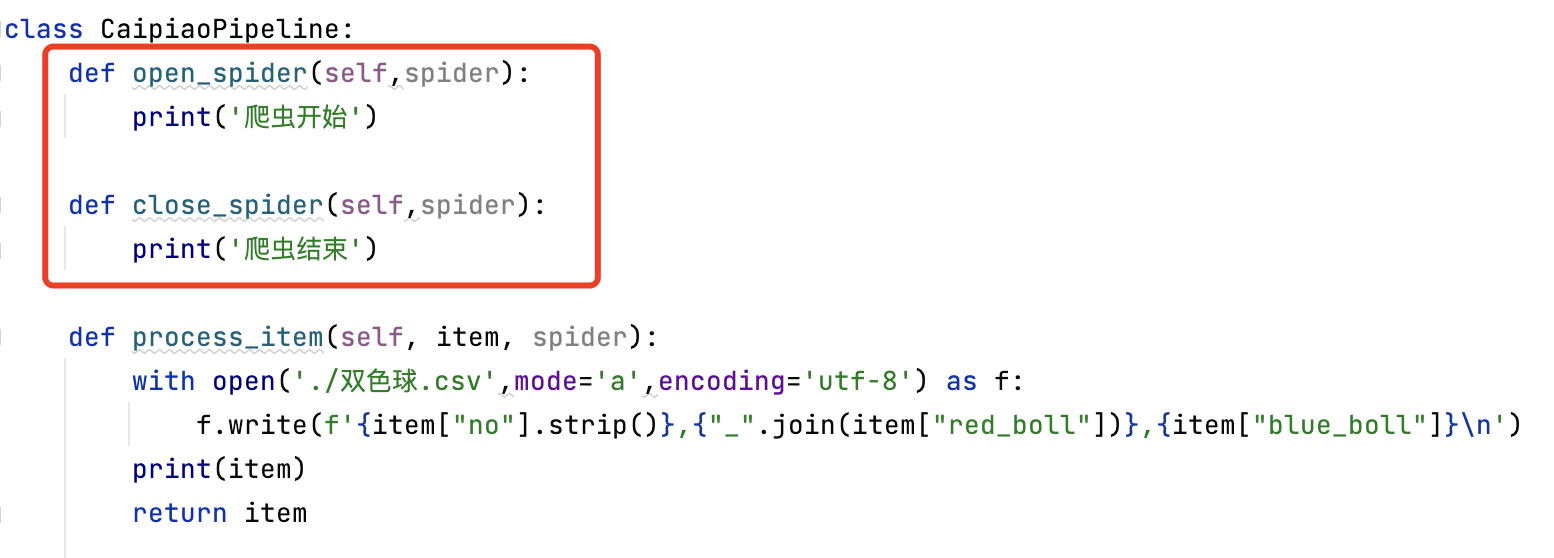 class CaipiaoPipeline:
    def open_spider(self,spider):
        print('爬虫开始')
    def close_spider(self,spider):
        print('爬虫结束')
    def process_item(self, item, spider):
        with open('./双色球.csv',mode='a',encoding='utf-8') as f:
            f.write(f'{item["no"].strip()},{"_".join(item["red_boll"])},{item["blue_boll"]}\n')
        print(item)
        return item